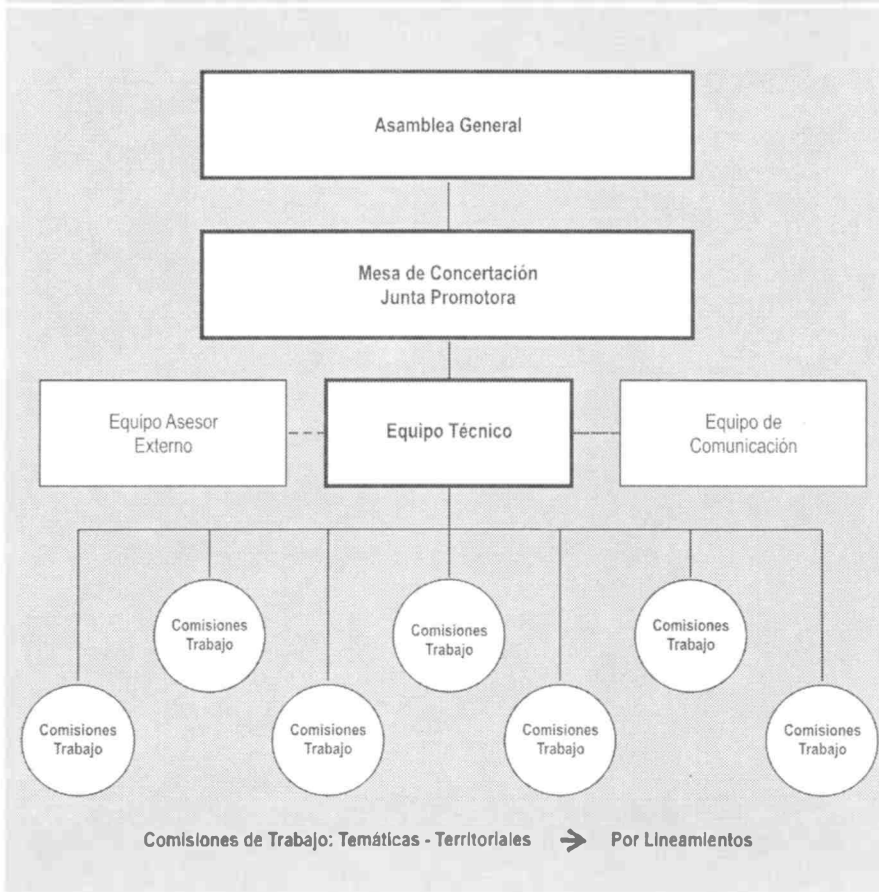 Asamblea General
Mesa de Concertación
Junta Promotora
Equipo Asesor
Externo
Equipo Técnico
Equipo de
Comunicación
Comisiones
Trabajo
Comisiones
Trabajo
Comisiones
Trabajo
Comisiones
Trabajo
Comisiones
Trabajo
Comisiones
Trabajo
Comisiones
Trabajo
Comisiones de Trabajo: Temáticas - Territoriales → Por Lineamientos